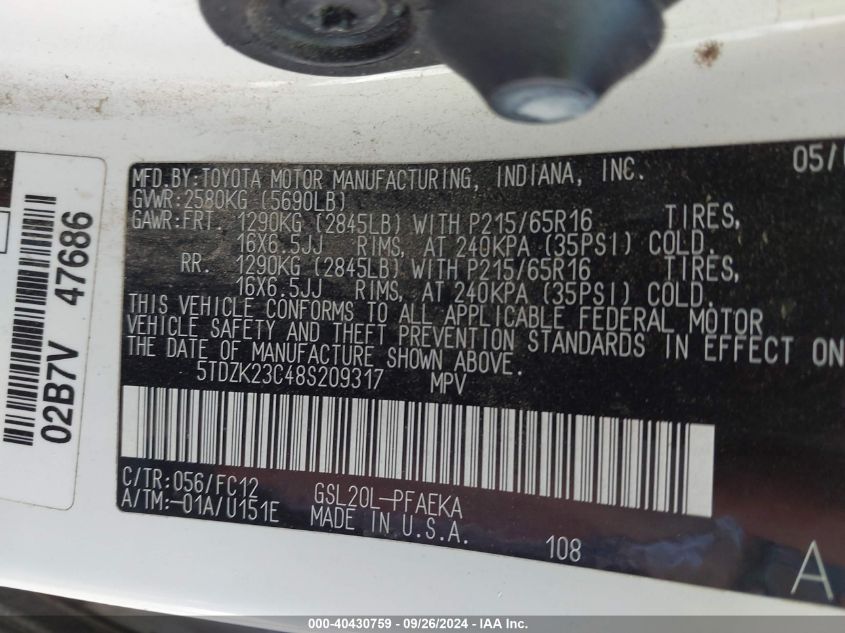 MFD.BY:TOYOTA MOTOR MANUFACTURING, INDIANA, INC. 05/
GVWR:2580KG (5690LB)
GAWR:FRT. 1290KG (2845LB) WITH P215/65R16 TIRES,
16X6.5JJ RIMS, AT 240KPA (35PSI) COLD.
RR. 1290KG (2845LB) WITH P215/65R16 TIRES,
16X6.5JJ RIMS, AT 240KPA (35PSI) COLD.
THIS VEHICLE CONFORMS TO ALL APPLICABLE FEDERAL MOTOR
VEHICLE SAFETY AND THEFT PREVENTION STANDARDS IN EFFECT ON
THE DATE OF MANUFACTURE SHOWN ABOVE.
5TDZK23C48S209317 MPV
C/TR:056/FC12 GSL20L-PFAEKA
A/TM:-01A/U151E MADE IN U.S.A.
108
A
02B7V 47686
000-40430759 - 09/26/2024 - IAA Inc.